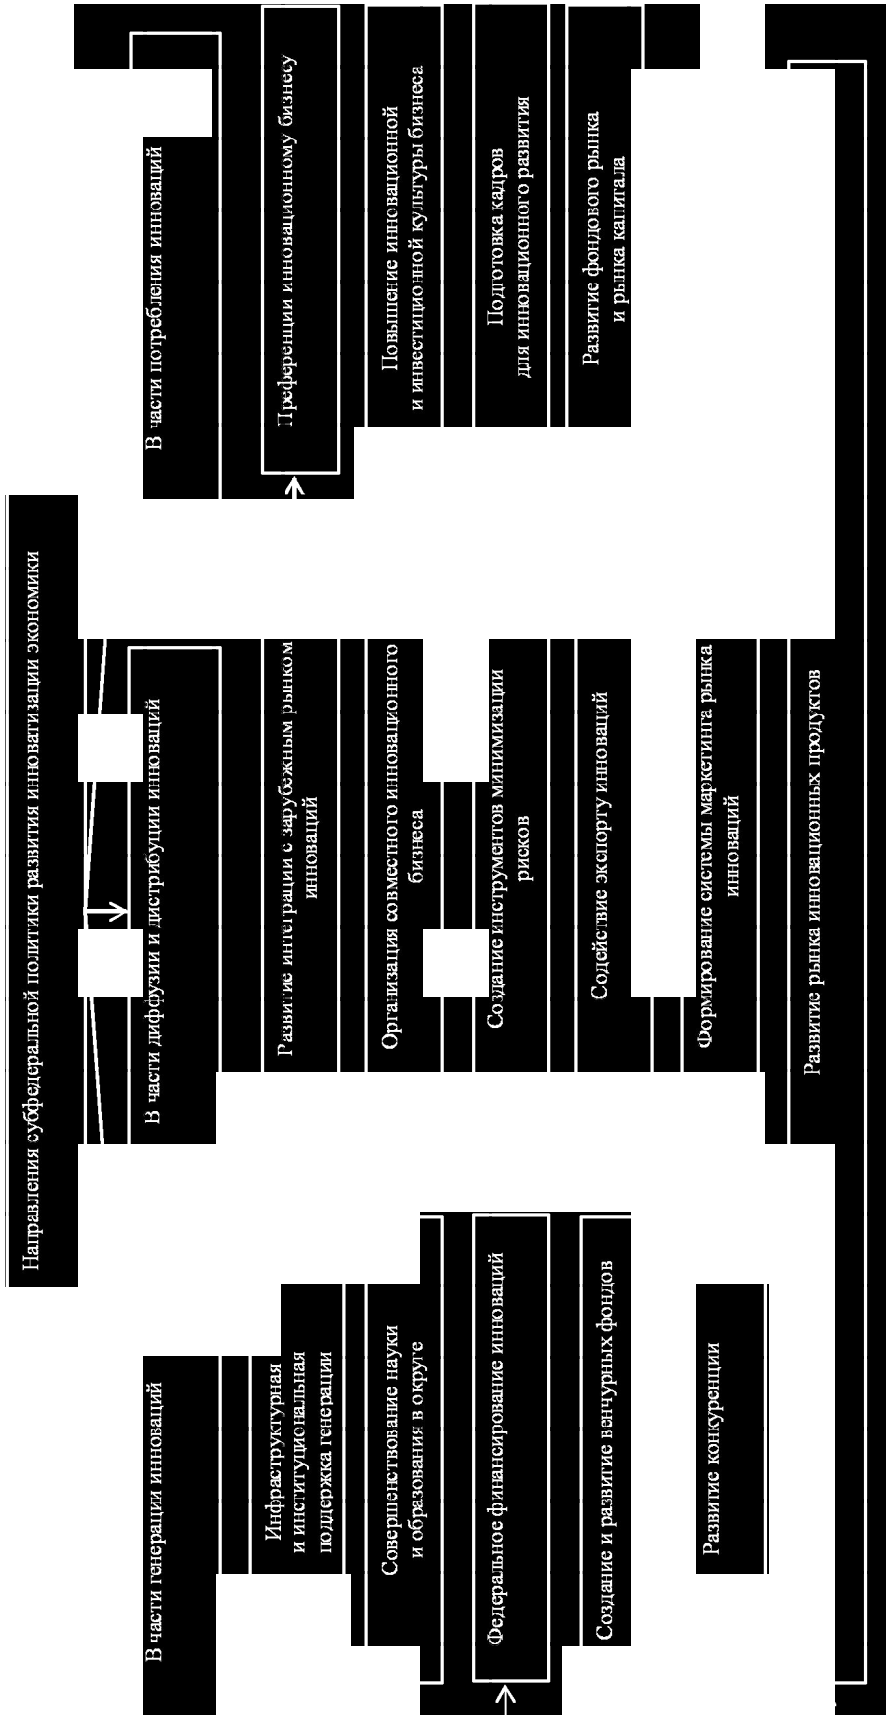 Направления субфедеральной политики развития инноватизации экономики
В части генерации инноваций
Инфраструктурная
и институциональная
поддержка генерации
Совершенствование науки
и образования в округе
Федеральное финансирование инноваций
Создание и развитие венчурных фондов
Развитие конкуренции
В части диффузии и дистрибуции инноваций
Развитие интеграции с зарубежным рынком
инноваций
Организация совместного инновационного
бизнеса
Создание инструментов минимизации
рисков
Содействие экспорту инноваций
Формирование системы маркетинга рынка
инноваций
Развитие рынка инновационных продуктов
В части потребления инноваций
Преференции инновационному бизнесу
Повышение инновационной
и инвестиционной культуры бизнеса
Подготовка кадров
для инновационного развития
Развитие фондового рынка
и рынка капитала